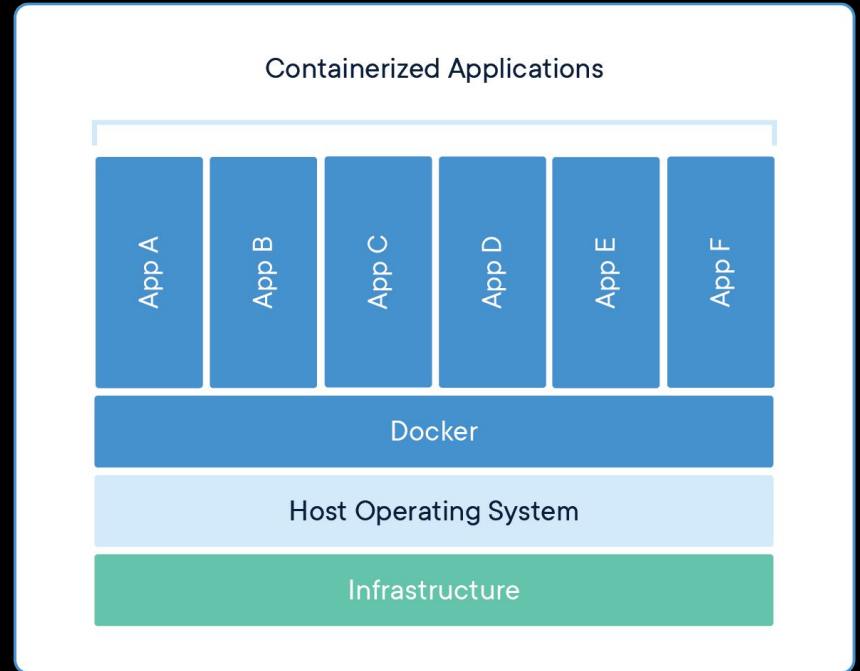 Containerized Applications
App A
App B
App C
App D
App E
App F
Docker
Host Operating System
Infrastructure